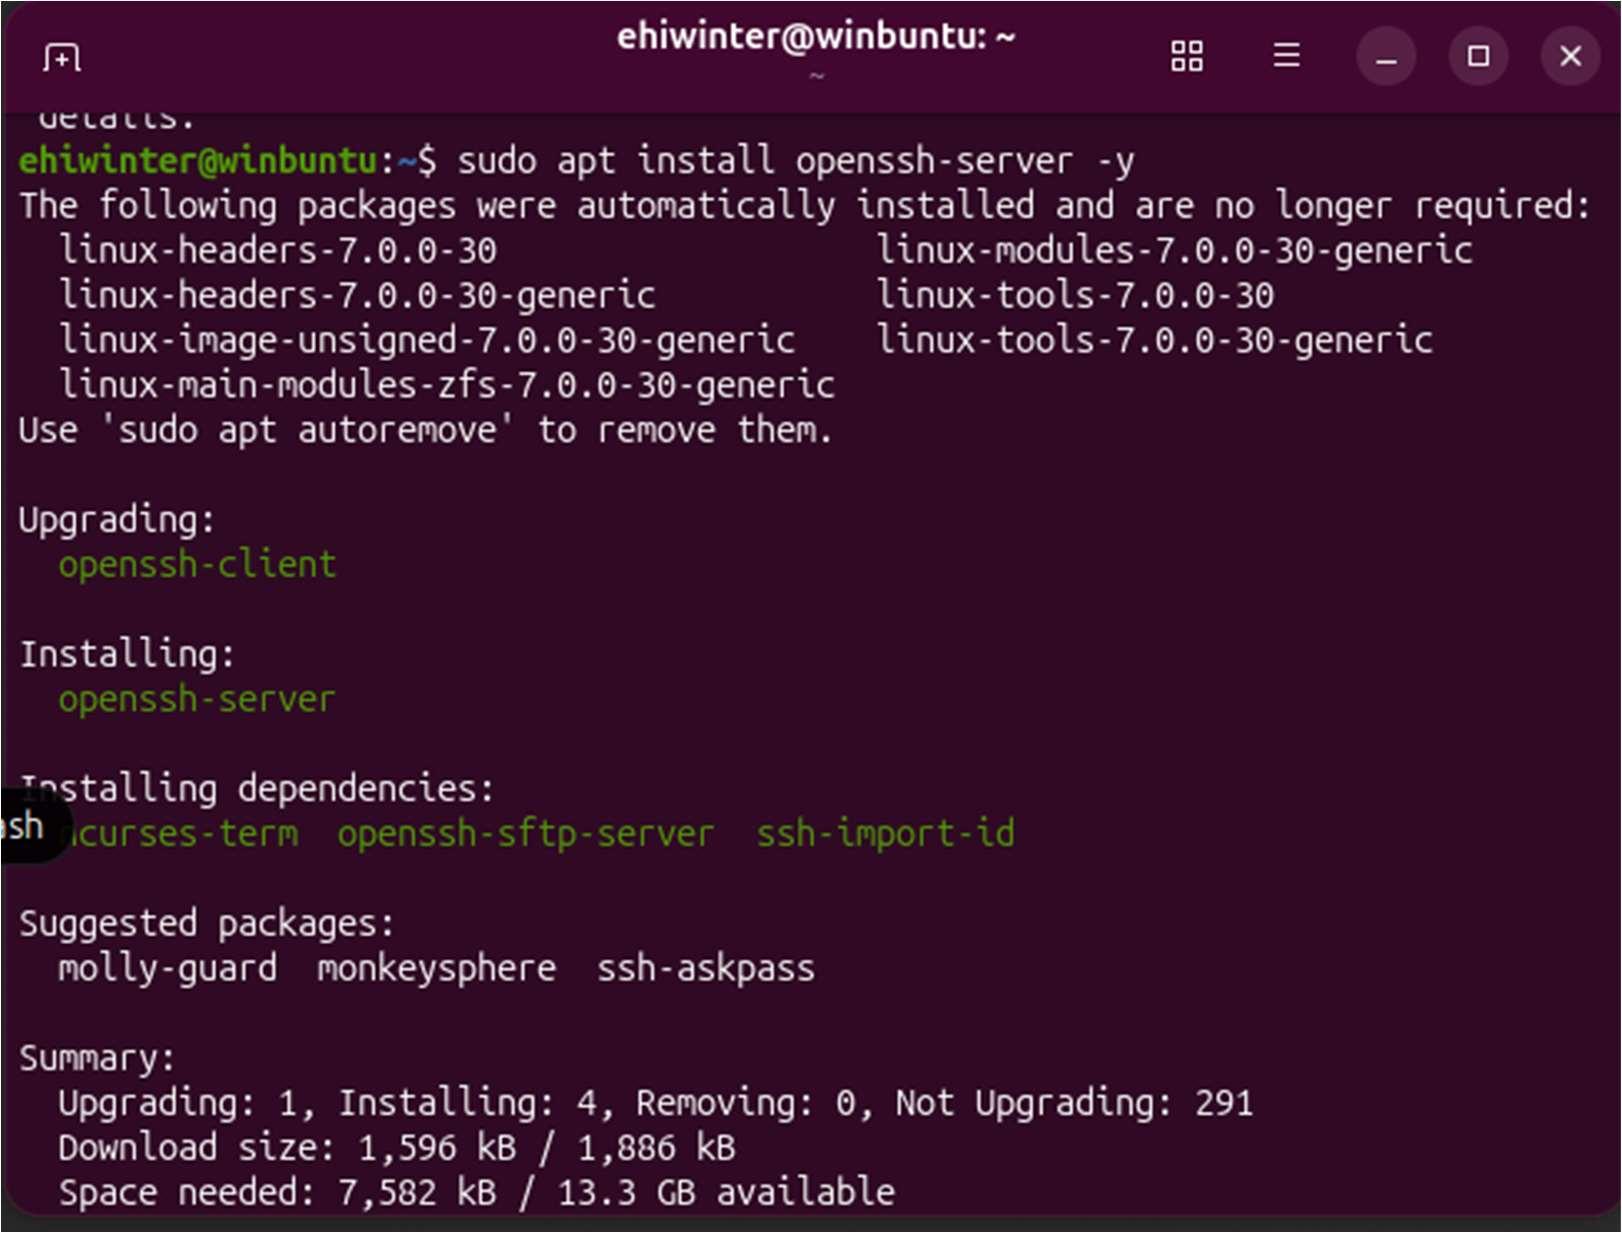 ehiwinter@winbuntu: ~
~
details.
ehiwinter@winbuntu:~$ sudo apt install openssh-server -y
The following packages were automatically installed and are no longer required:
  linux-headers-7.0.0-30                   linux-modules-7.0.0-30-generic
  linux-headers-7.0.0-30-generic           linux-tools-7.0.0-30
  linux-image-unsigned-7.0.0-30-generic    linux-tools-7.0.0-30-generic
  linux-main-modules-zfs-7.0.0-30-generic
Use 'sudo apt autoremove' to remove them.
Upgrading:
  openssh-client
Installing:
  openssh-server
Installing dependencies:
ash
  ncurses-term  openssh-sftp-server  ssh-import-id
Suggested packages:
  molly-guard  monkeysphere  ssh-askpass
Summary:
  Upgrading: 1, Installing: 4, Removing: 0, Not Upgrading: 291
  Download size: 1,596 kB / 1,886 kB
  Space needed: 7,582 kB / 13.3 GB available